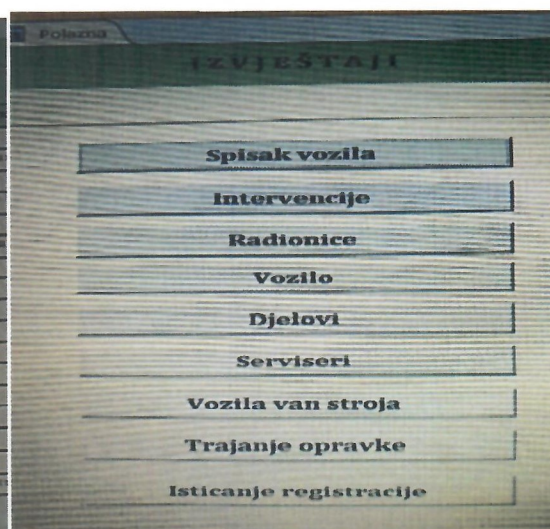 Polazna
IZVJEŠTAJI
Spisak vozila
Intervencije
Radionice
Vozilo
Djelovi
Serviseri
Vozila van stroja
Trajanje opravke
Isticanje registracije